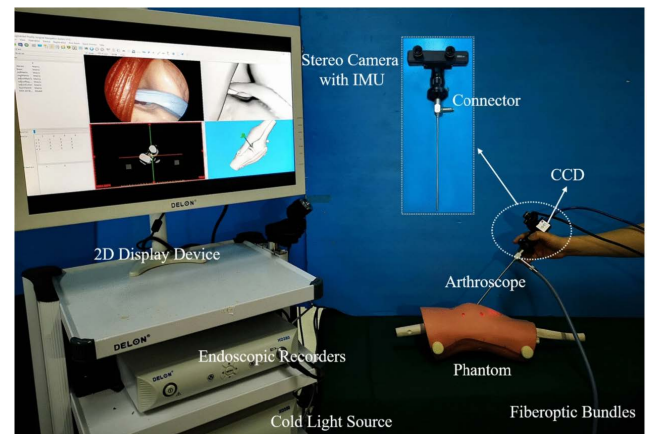 Stereo Camera
with IMU
Connector
CCD
DELON
2D Display Device
Arthroscope
DELON
Endoscopic Recorders
DELON
Phantom
Fiberoptic Bundles
Cold Light Source